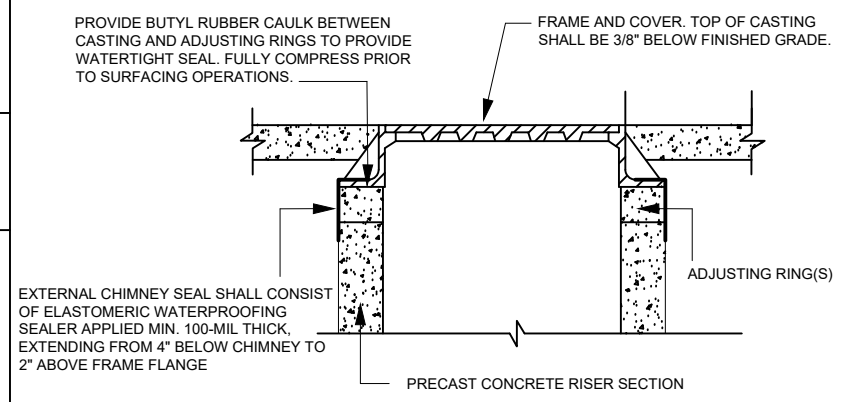 PROVIDE BUTYL RUBBER CAULK BETWEEN
CASTING AND ADJUSTING RINGS TO PROVIDE
WATERTIGHT SEAL. FULLY COMPRESS PRIOR
TO SURFACING OPERATIONS.
FRAME AND COVER. TOP OF CASTING
SHALL BE 3/8" BELOW FINISHED GRADE.
ADJUSTING RING(S)
EXTERNAL CHIMNEY SEAL SHALL CONSIST
OF ELASTOMERIC WATERPROOFING
SEALER APPLIED MIN. 100-MIL THICK,
EXTENDING FROM 4" BELOW CHIMNEY TO
2" ABOVE FRAME FLANGE
PRECAST CONCRETE RISER SECTION